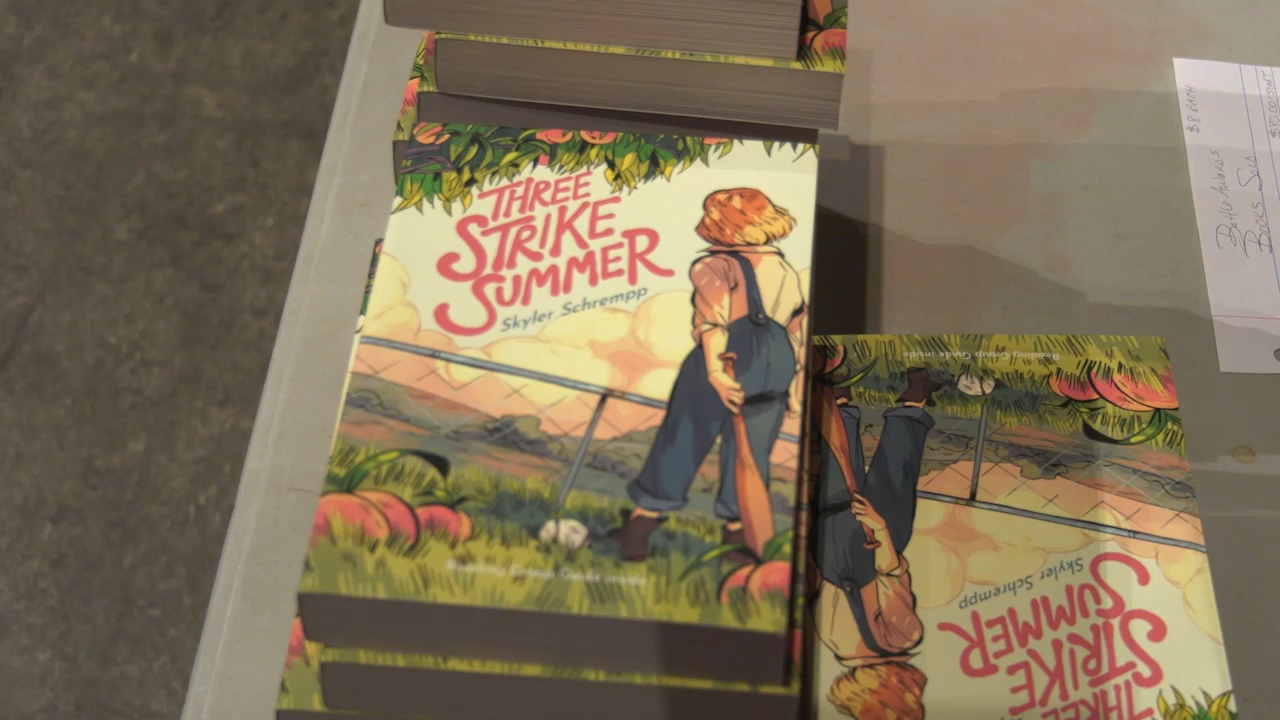 THREE
STRIKE
SUMMER
Skyler Schrempp
Reading Group Guide inside
Reading Group Guide inside
Skyler Schrempp
SUMMER
STRIKE
THREE
$8 EACH
Books Sold